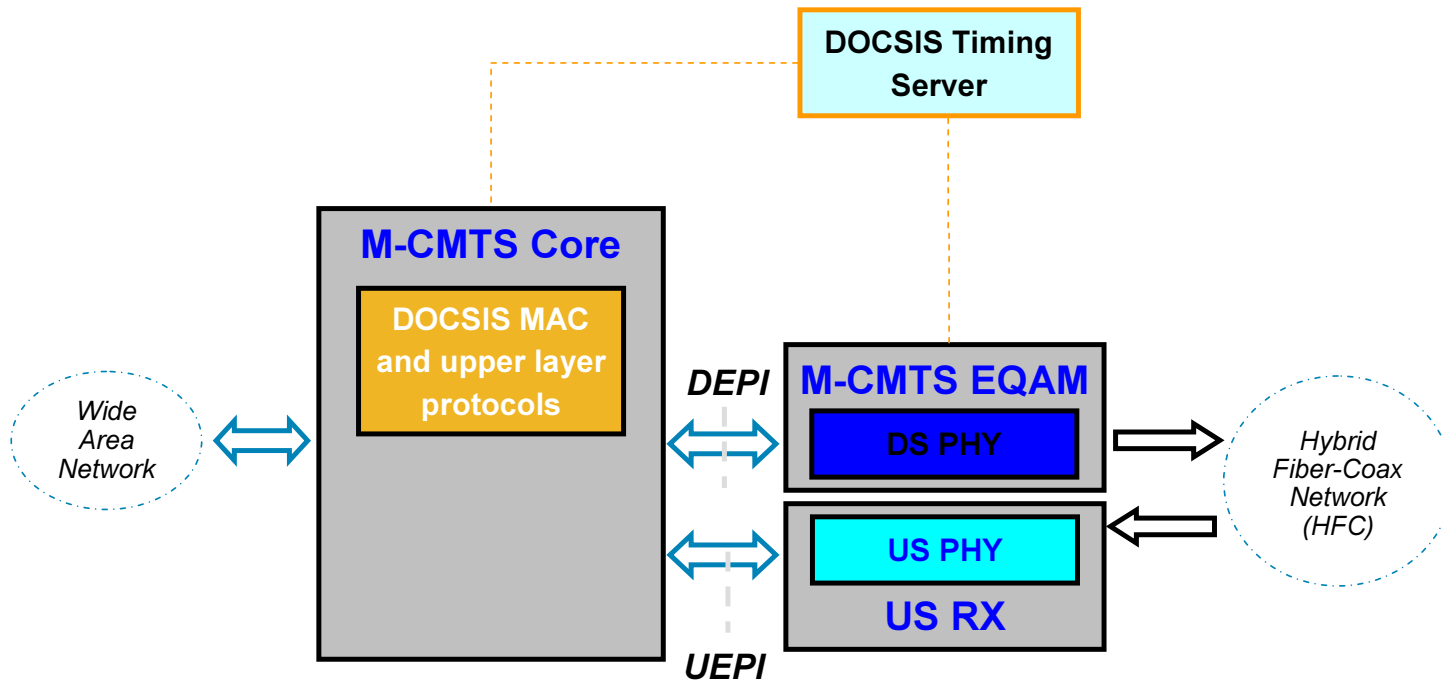 DOCSIS Timing
Server
M-CMTS Core
DOCSIS MAC
and upper layer
protocols
Wide
Area
Network
DEPI
M-CMTS EQAM
DS PHY
Hybrid
Fiber-Coax
Network
(HFC)
US PHY
US RX
UEPI